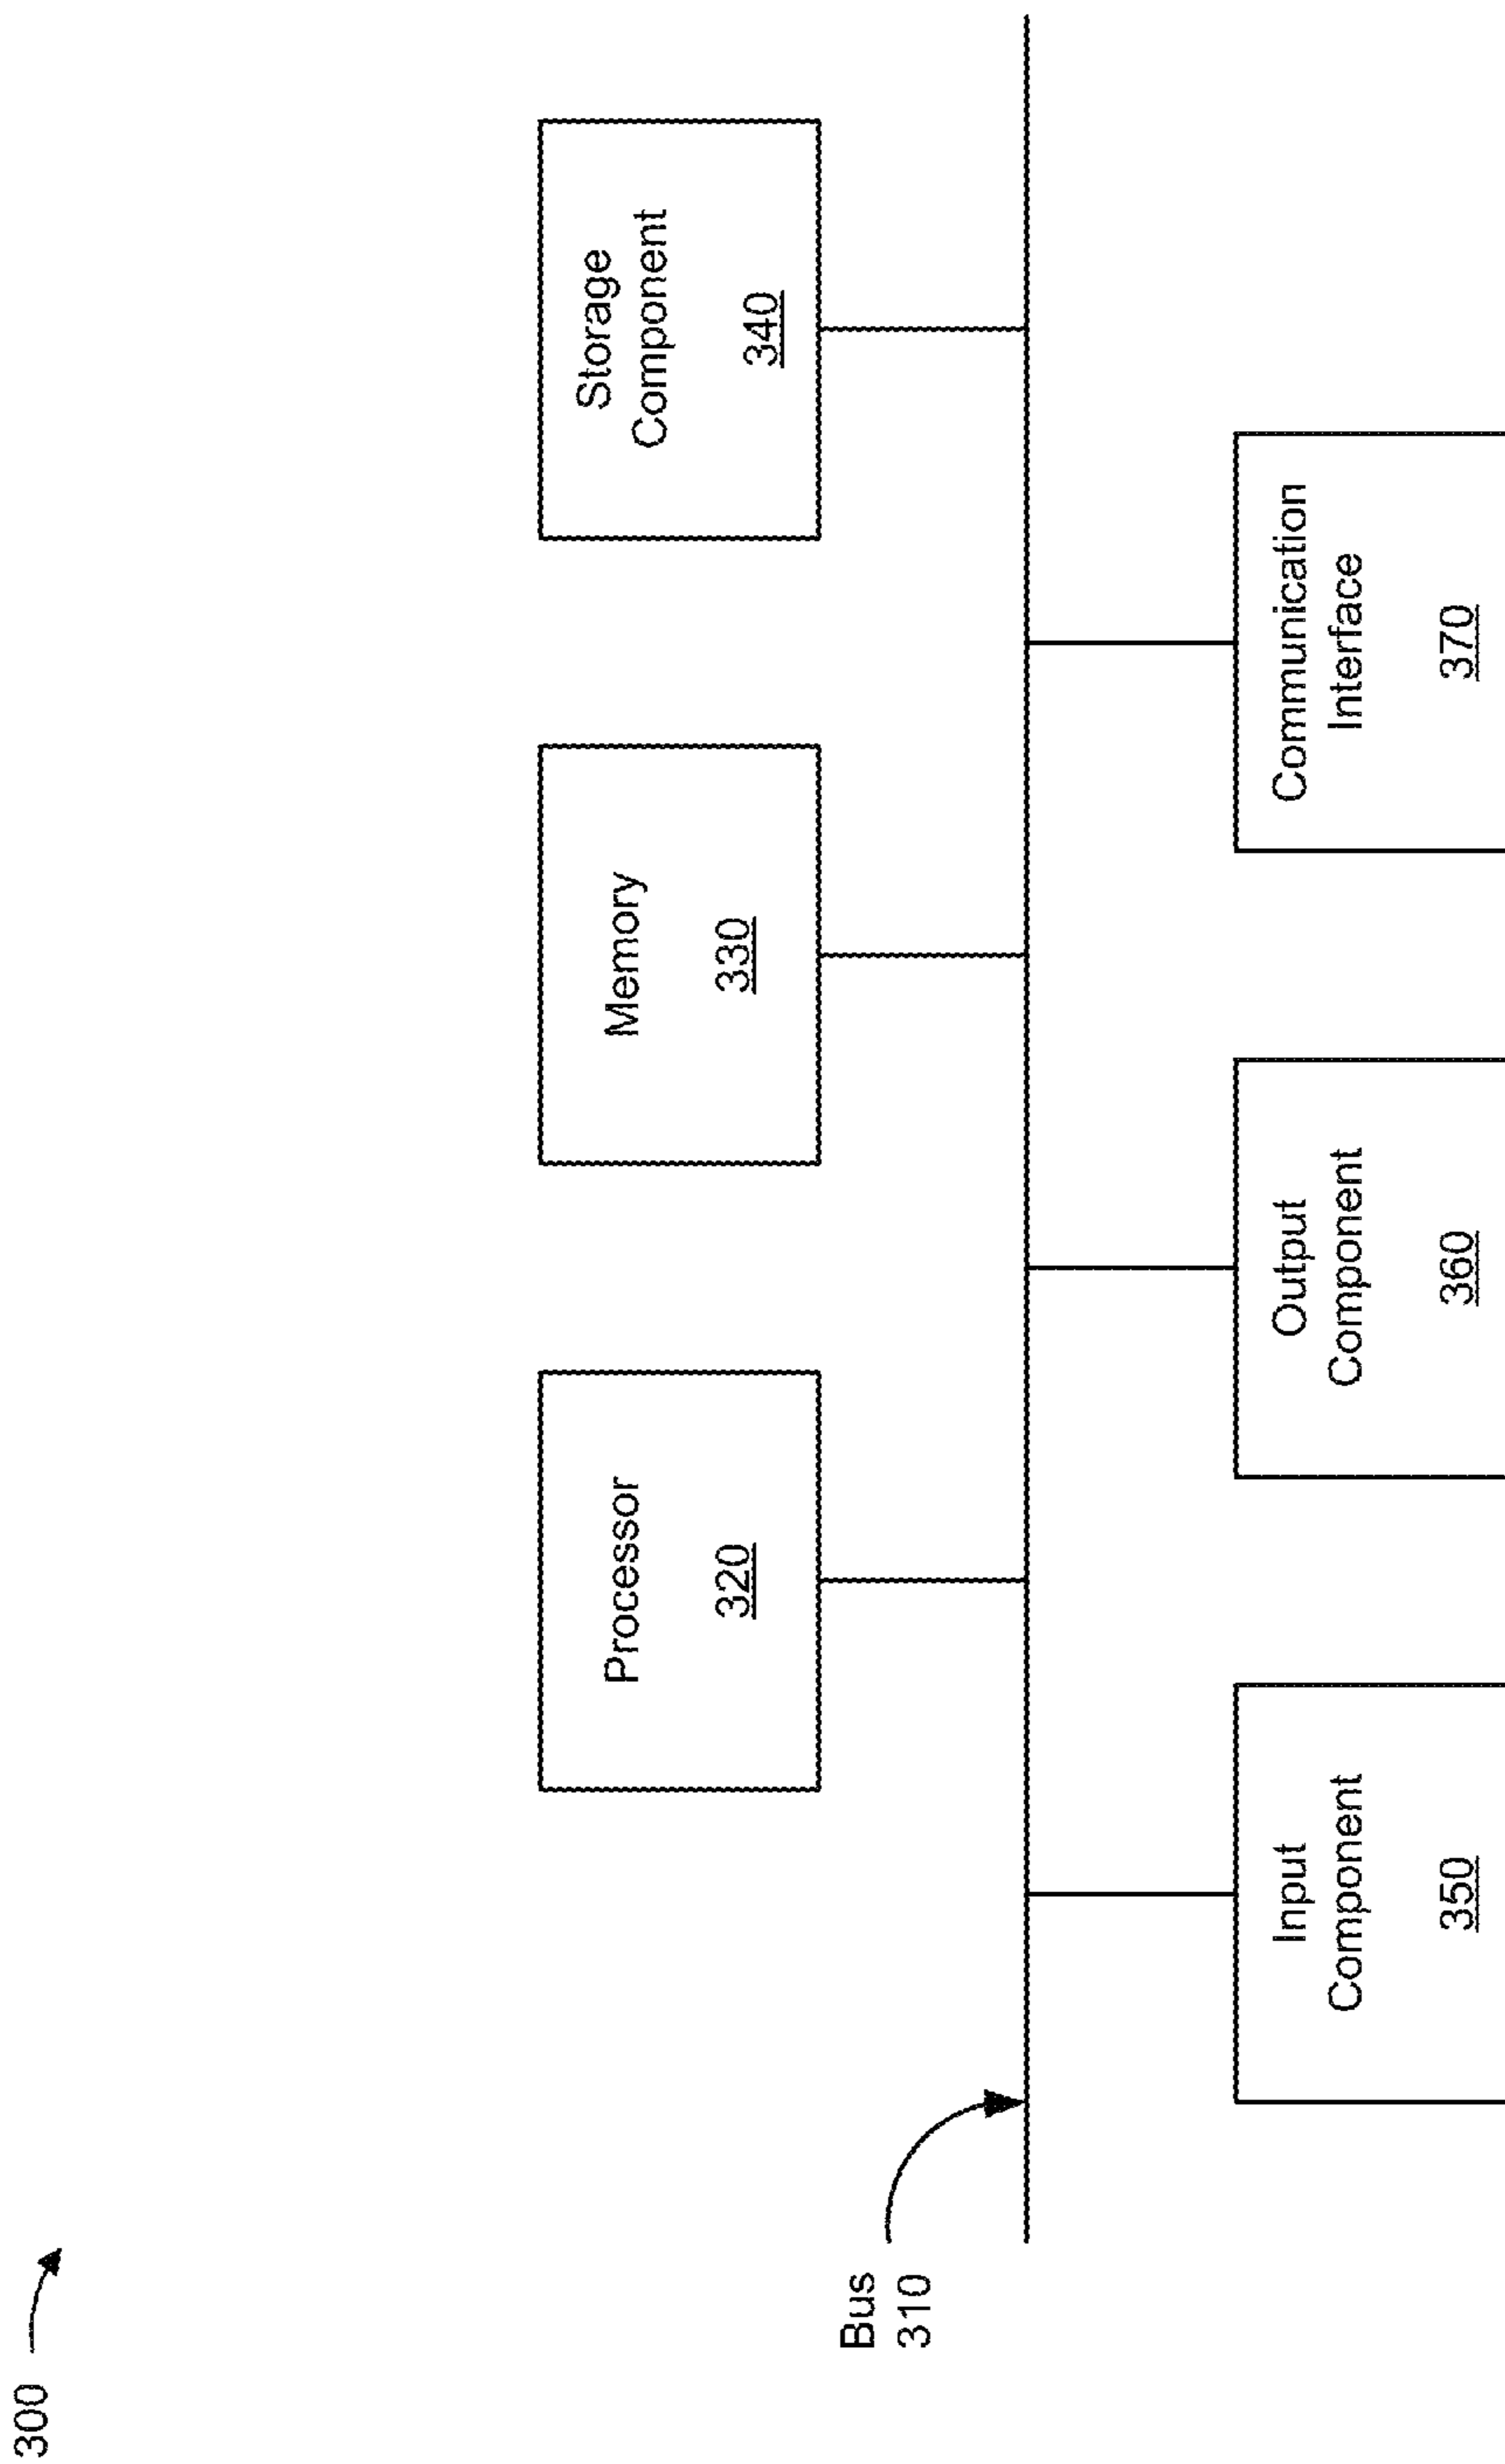 300
Bus
310
Processor
320
Memory
330
Storage
Component
340
Input
Component
350
Output
Component
360
Communication
Interface
370